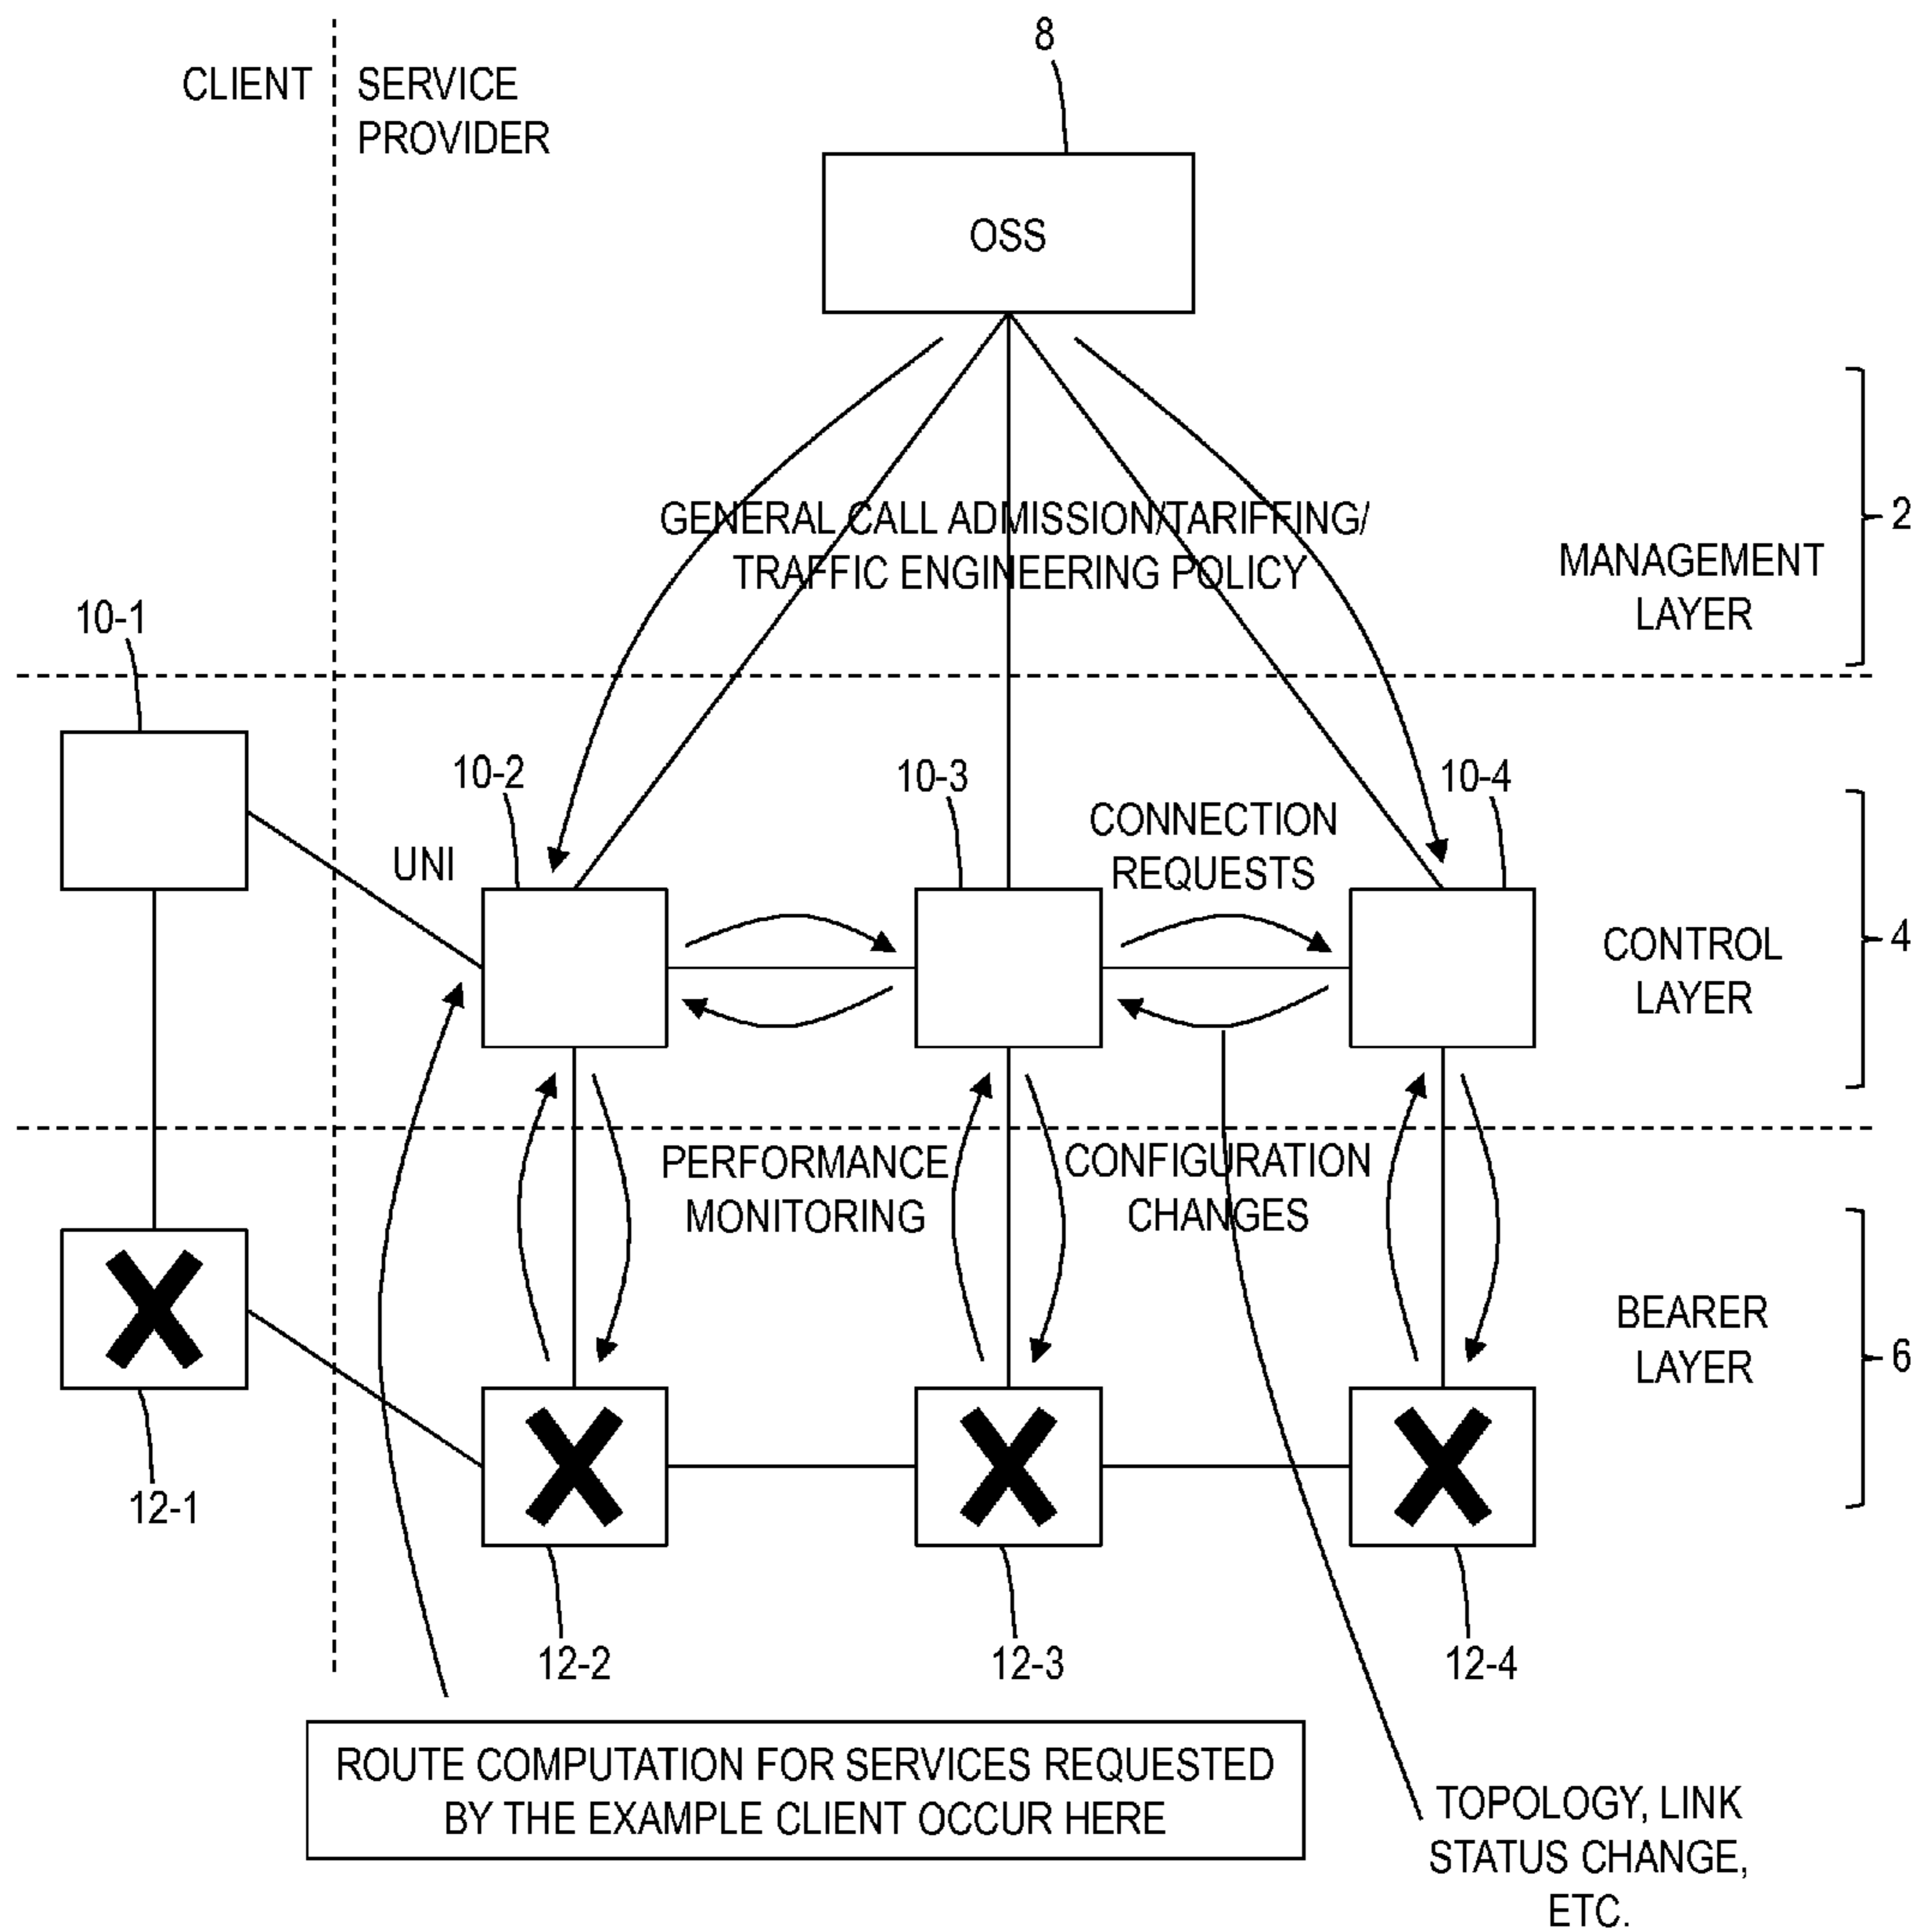 8
CLIENT
SERVICE
PROVIDER
OSS
GENERAL CALL ADMISSION/TARIFFING/
TRAFFIC ENGINEERING POLICY
2
MANAGEMENT
LAYER
10-1
10-2
10-3
10-4
CONNECTION
REQUESTS
UNI
CONTROL
LAYER
4
PERFORMANCE
MONITORING
CONFIGURATION
CHANGES
BEARER
LAYER
6
12-1
12-2
12-3
12-4
ROUTE COMPUTATION FOR SERVICES REQUESTED
BY THE EXAMPLE CLIENT OCCUR HERE
TOPOLOGY, LINK
STATUS CHANGE,
ETC.